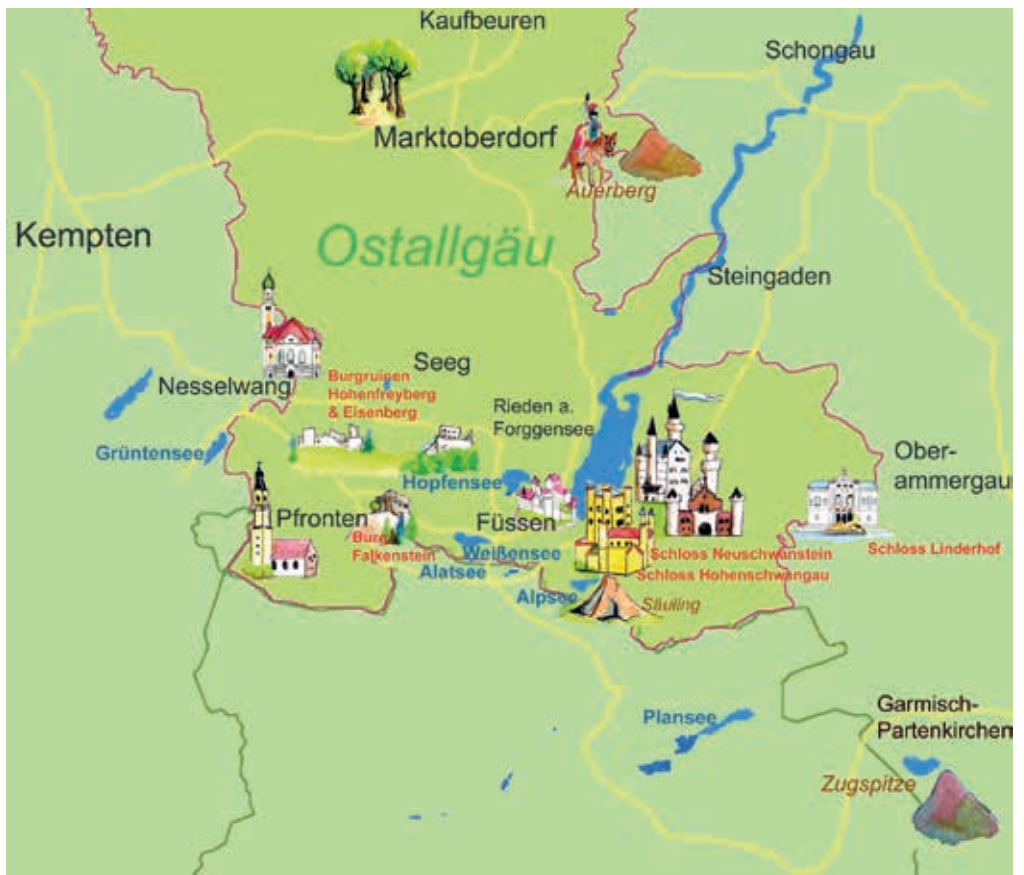 Kaufbeuren
Schongau
Marktoberdorf
Auerberg
Kempten
Ostallgäu
Steingaden
Seeg
Nesselwang
Burgruinen
Hohenfreyberg
& Eisenberg
Rieden a.
Forggensee
Grüntensee
Hopfensee
Ober-
ammergau
Pfronten
Burg
Falkenstein
Füssen
Weißensee
Alatsee
Schloss Neuschwanstein
Schloss Linderhof
Schloss Hohenschwangau
Alpsee
Säuling
Plansee
Garmisch-
Partenkirchen
Zugspitze